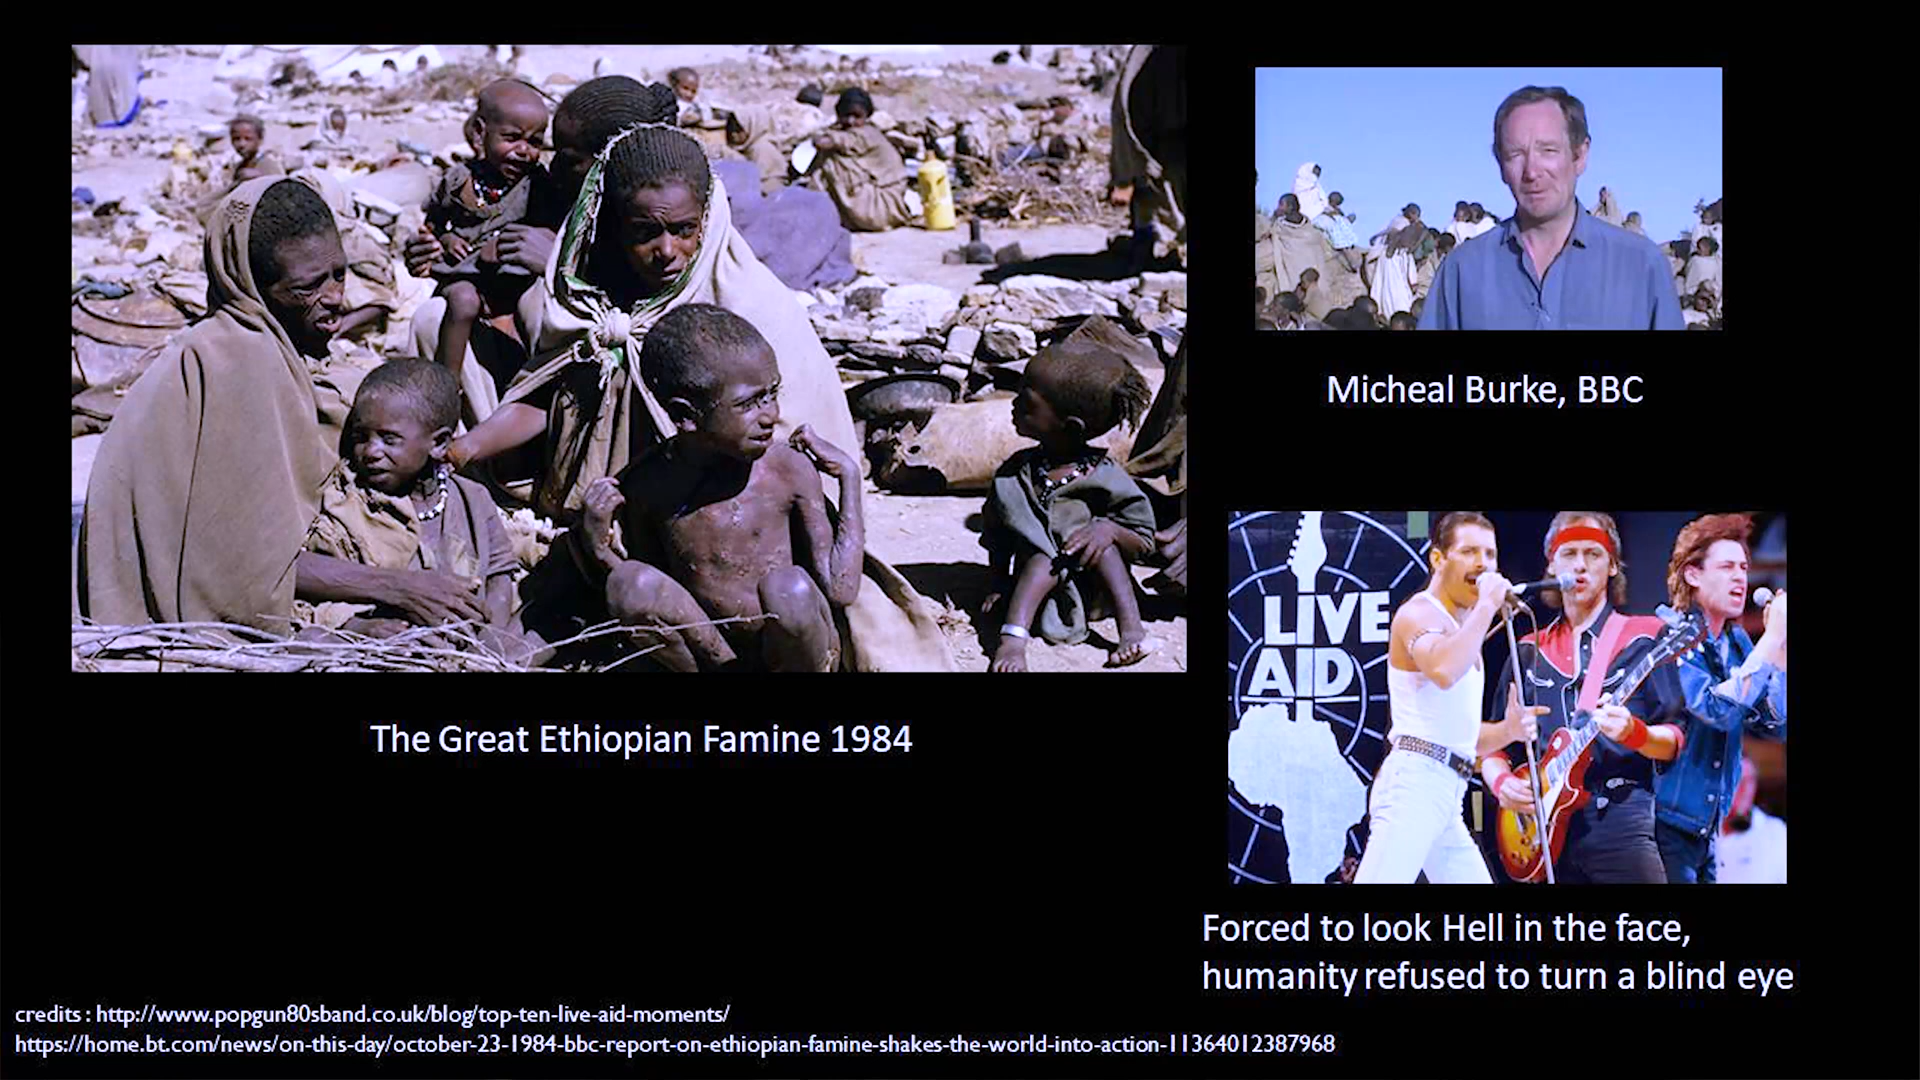 The Great Ethiopian Famine 1984
Micheal Burke, BBC
LIVE
AID
Forced to look Hell in the face,
humanity refused to turn a blind eye
credits : http://www.popgun80sband.co.uk/blog/top-ten-live-aid-moments/
https://home.bt.com/news/on-this-day/october-23-1984-bbc-report-on-ethiopian-famine-shakes-the-world-into-action-11364012387968